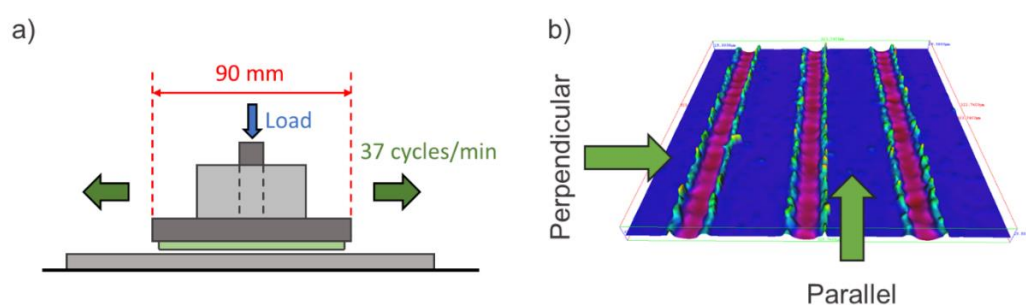 a)
90 mm
Load
37 cycles/min
b)
Perpendicular
Parallel